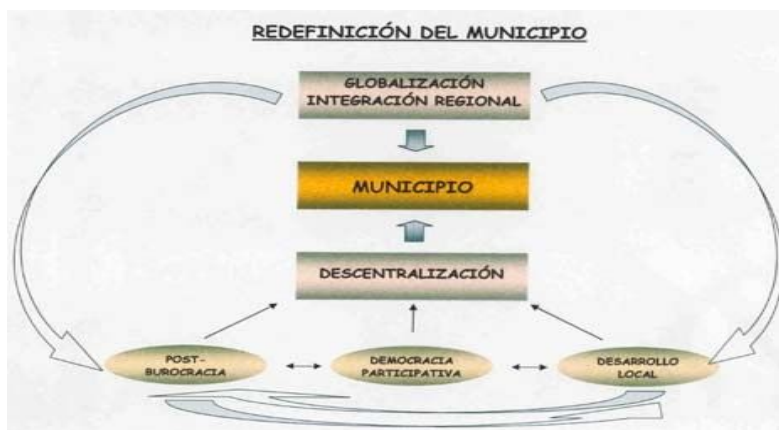 REDEFINICIÓN DEL MUNICIPIO
GLOBALIZACIÓN
INTEGRACIÓN REGIONAL
MUNICIPIO
DESCENTRALIZACIÓN
POST-
BUROCRACIA
DEMOCRACIA
PARTICIPATIVA
DESARROLLO
LOCAL